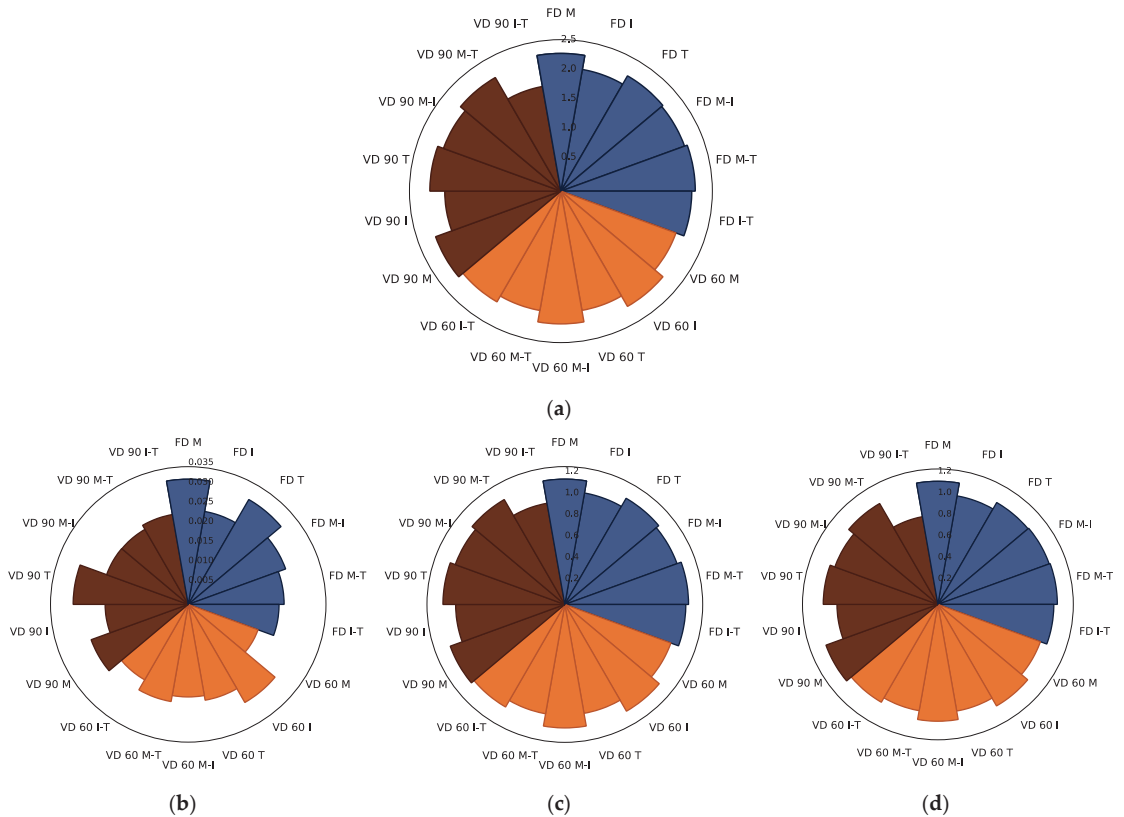 FD M
VD 90 I-T
FD I
2.5
VD 90 M-T
FD T
2.0
VD 90 M-I
1.5
FD M-I
1.0
VD 90 T
0.5
FD M-T
VD 90 I
FD I-T
VD 90 M
VD 60 M
VD 60 I-T
VD 60 I
VD 60 M-T
VD 60 T
VD 60 M-I
(a)
FD M
VD 90 I-T
FD I
0.035
VD 90 M-T
FD T
0.030
0.025
VD 90 M-I
FD M-I
0.020
0.015
VD 90 T
0.010
FD M-T
0.005
VD 90 I
FD I-T
VD 90 M
VD 60 M
VD 60 I-T
VD 60 I
VD 60 M-T
VD 60 T
VD 60 M-I
(b)
FD M
VD 90 I-T
FD I
1.2
VD 90 M-T
FD T
1.0
VD 90 M-I
0.8
FD M-I
0.6
VD 90 T
0.4
FD M-T
0.2
VD 90 I
FD I-T
VD 90 M
VD 60 M
VD 60 I-T
VD 60 I
VD 60 M-T
VD 60 T
VD 60 M-I
(c)
FD M
VD 90 I-T
FD I
1.2
VD 90 M-T
FD T
1.0
VD 90 M-I
0.8
FD M-I
0.6
VD 90 T
0.4
FD M-T
0.2
VD 90 I
FD I-T
VD 90 M
VD 60 M
VD 60 I-T
VD 60 I
VD 60 M-T
VD 60 T
VD 60 M-I
(d)